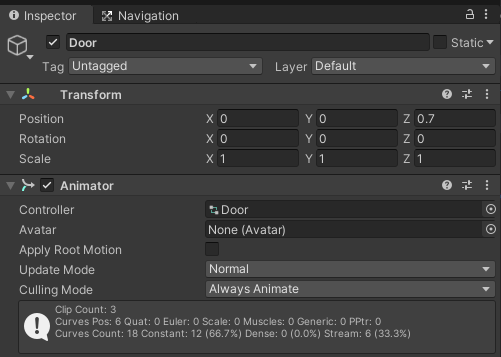 Inspector Navigation
Door Static
Tag Untagged Layer Default
Transform
Position X 0 Y 0 Z 0.7
Rotation X 0 Y 0 Z 0
Scale X 1 Y 1 Z 1
Animator
Controller Door
Avatar None (Avatar)
Apply Root Motion
Update Mode Normal
Culling Mode Always Animate
Clip Count: 3
Curves Pos: 6 Quat: 0 Euler: 0 Scale: 0 Muscles: 0 Generic: 0 PPtr: 0
Curves Count: 18 Constant: 12 (66.7%) Dense: 0 (0.0%) Stream: 6 (33.3%)